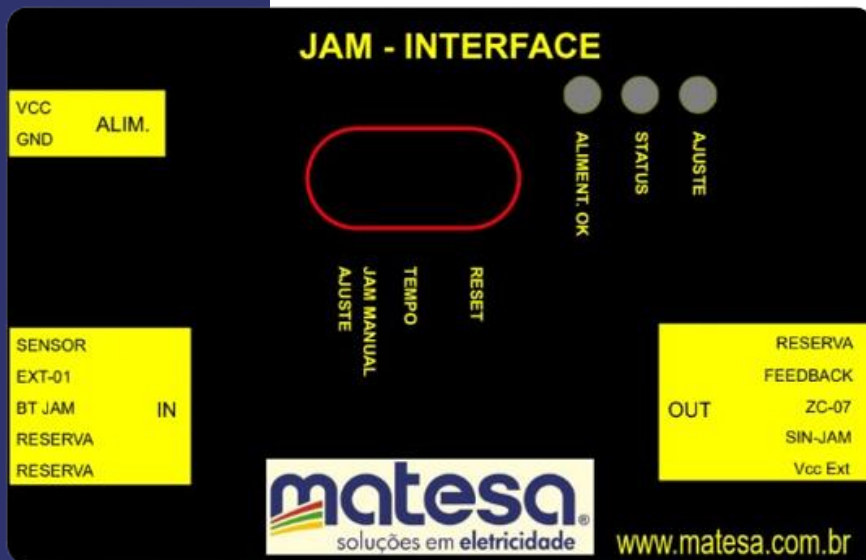 JAM - INTERFACE
VCC
GND
ALIM.
ALIMENT. OK
STATUS
AJUSTE
AJUSTE
JAM MANUAL
TEMPO
RESET
SENSOR
EXT-01
BT JAM
RESERVA
RESERVA
IN
OUT
RESERVA
FEEDBACK
ZC-07
SIN-JAM
Vcc Ext
matesa®
soluções em eletricidade
www.matesa.com.br